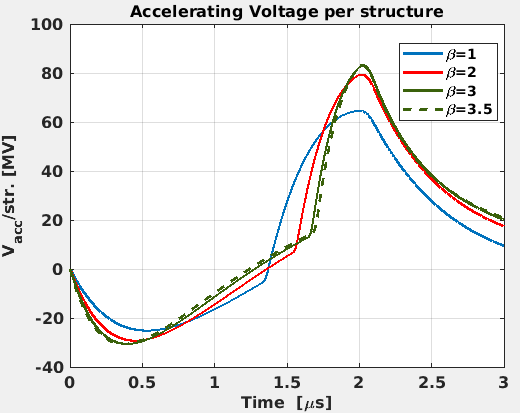 Accelerating Voltage per structure
100
80
60
40
20
0
-20
-40
V_acc/str. [MV]
β=1
β=2
β=3
β=3.5
0 0.5 1 1.5 2 2.5 3
Time [μs]